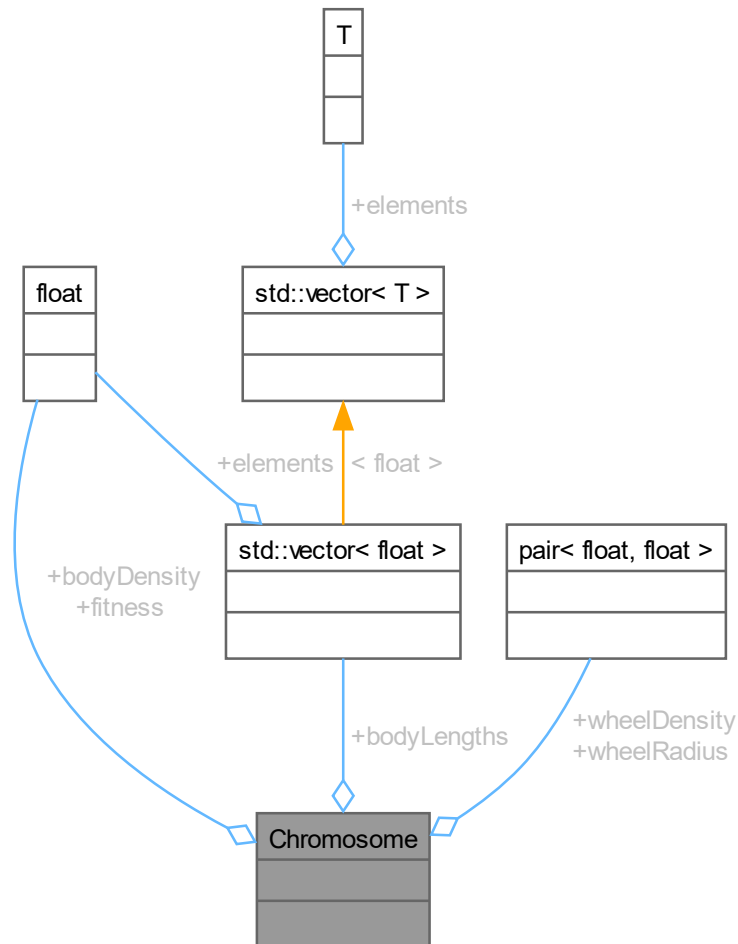 T
+elements
float
std::vector< T >
+elements
< float >
std::vector< float >
pair< float, float >
+bodyDensity
+fitness
+bodyLengths
+wheelDensity
+wheelRadius
Chromosome